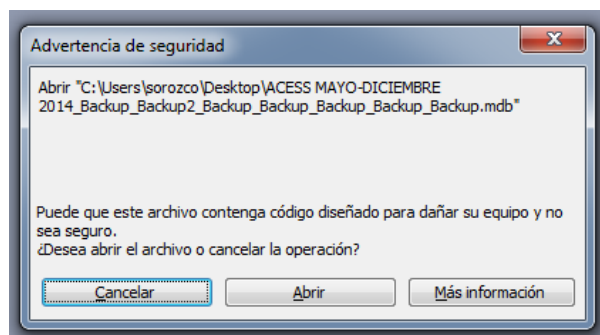 Advertencia de seguridad
Abrir "C:\Users\sorozco\Desktop\ACESS MAYO-DICIEMBRE
2014_Backup_Backup2_Backup_Backup_Backup_Backup_Backup.mdb"
Puede que este archivo contenga código diseñado para dañar su equipo y no
sea seguro.
¿Desea abrir el archivo o cancelar la operación?
Cancelar Abrir Más información